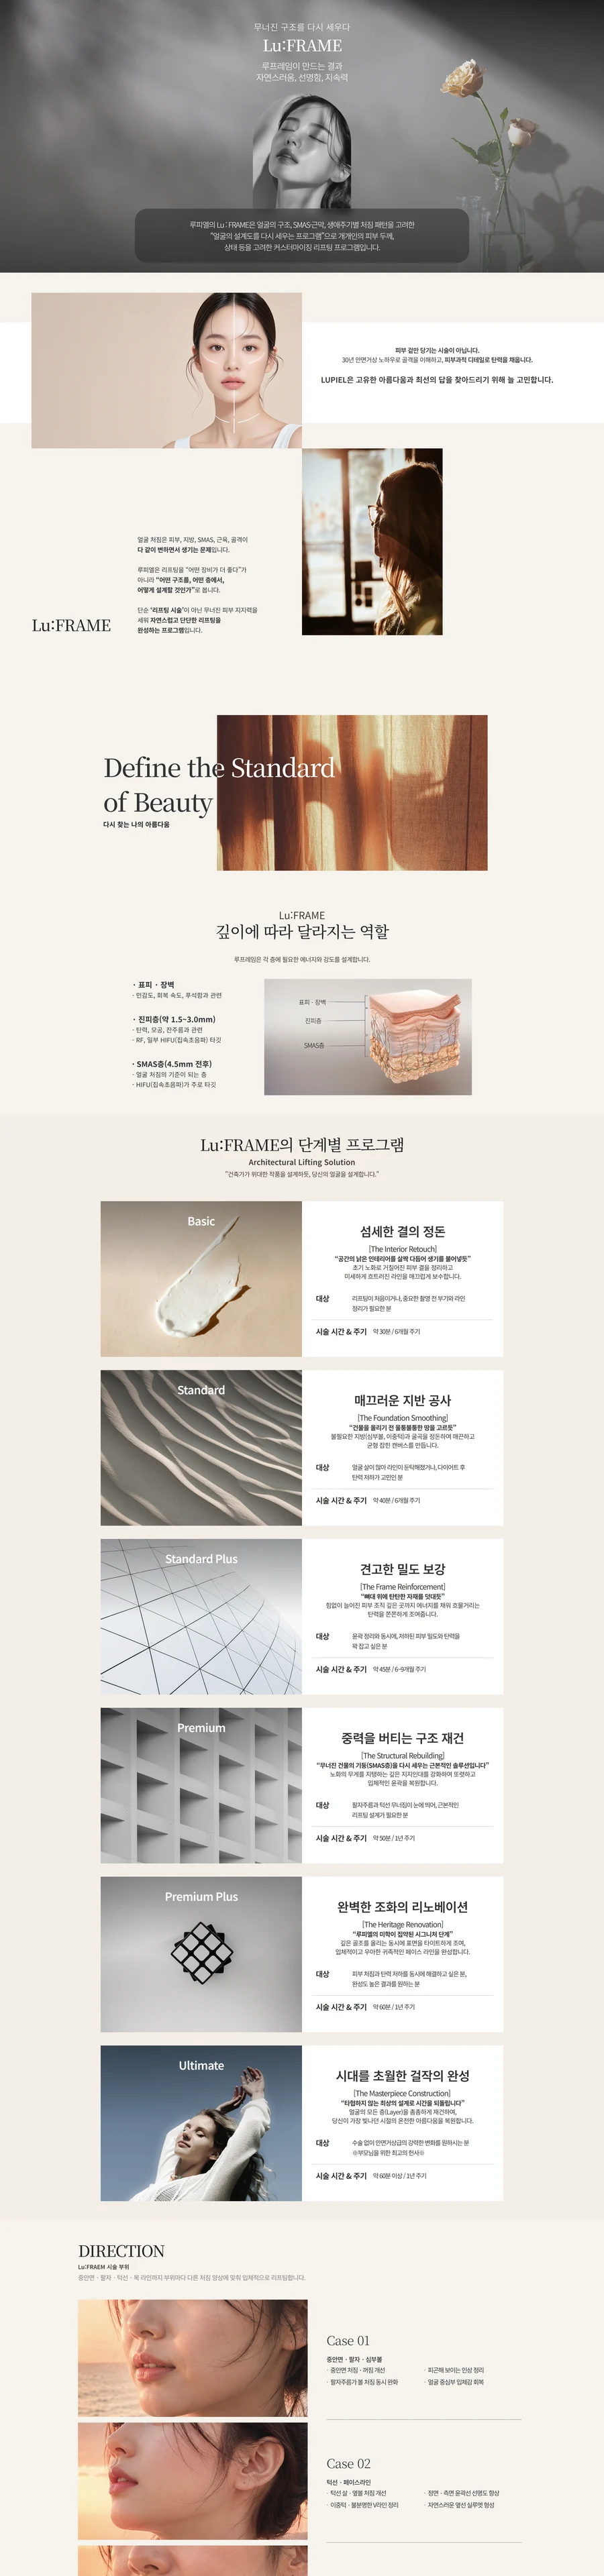 무너진 구조를 다시 세우다
Lu:FRAME
루프레임이 만드는 결과
자연스러움, 선명함, 지속력
루피엘의 Lu : FRAME은 얼굴의 구조, SMAS·근막, 생애주기별 처짐 패턴을 고려한
"얼굴의 설계도를 다시 세우는 프로그램"으로 개개인의 피부 두께,
상태 등을 고려한 커스터마이징 리프팅 프로그램입니다.
피부 겉만 당기는 시술이 아닙니다.
30년 안면거상 노하우로 골격을 이해하고, 피부과적 디테일로 탄력을 채웁니다.
LUPIEL은 고유한 아름다움과 최선의 답을 찾아드리기 위해 늘 고민합니다.
얼굴 처짐은 피부, 지방, SMAS, 근육, 골격이
다 같이 변하면서 생기는 문제입니다.
루피엘은 리프팅을 "어떤 장비가 더 좋다"가
아니라 "어떤 구조를, 어떤 층에서,
어떻게 설계할 것인가"로 봅니다.
단순 '리프팅 시술'이 아닌 무너진 피부 지지력을
세워 자연스럽고 단단한 리프팅을
완성하는 프로그램입니다.
Lu:FRAME
Define the Standard
of Beauty
다시 찾는 나의 아름다움
Lu:FRAME
깊이에 따라 달라지는 역할
루프레임은 각 층에 필요한 에너지와 강도를 설계합니다.
· 표피 · 장벽
- 민감도, 회복 속도, 푸석함과 관련
· 진피층(약 1.5~3.0mm)
- 탄력, 모공, 잔주름과 관련
- RF, 일부 HIFU(집속초음파) 타깃
· SMAS층(4.5mm 전후)
- 얼굴 처짐의 기준이 되는 층
- HIFU(집속초음파)가 주로 타깃
표피 · 장벽
진피층
SMAS층
Lu:FRAME의 단계별 프로그램
Architectural Lifting Solution
"건축가가 위대한 작품을 설계하듯, 당신의 얼굴을 설계합니다."
Basic
섬세한 결의 정돈
[The Interior Retouch]
"공간의 낡은 인테리어를 살짝 다듬어 생기를 불어넣듯"
초기 노화로 거칠어진 피부 결을 정리하고
미세하게 흐트러진 라인을 매끄럽게 보수합니다.
대상
리프팅이 처음이거나, 중요한 촬영 전 부기와 라인
정리가 필요한 분
시술 시간 & 주기 약 30분 / 6개월 주기
Standard
매끄러운 지반 공사
[The Foundation Smoothing]
"건물을 올리기 전 울퉁불퉁한 땅을 고르듯"
불필요한 지방(심부볼, 이중턱)과 굴곡을 정돈하여 매끈하고
균형 잡힌 캔버스를 만듭니다.
대상
얼굴 살이 많아 라인이 둔탁해졌거나, 다이어트 후
탄력 저하가 고민인 분
시술 시간 & 주기 약 40분 / 6개월 주기
Standard Plus
견고한 밀도 보강
[The Frame Reinforcement]
"뼈대 위에 탄탄한 자재를 덧대듯"
힘없이 늘어진 피부 조직 깊은 곳까지 에너지를 채워 흐물거리는
탄력을 쫀쫀하게 조여줍니다.
대상
윤곽 정리와 동시에, 저하된 피부 밀도와 탄력을
꽉 잡고 싶은 분
시술 시간 & 주기 약 45분 / 6~9개월 주기
Premium
중력을 버티는 구조 재건
[The Structural Rebuilding]
"무너진 건물의 기둥(SMAS층)을 다시 세우는 근본적인 솔루션입니다"
노화의 무게를 지탱하는 깊은 지지인대를 강화하여 또렷하고
입체적인 윤곽을 복원합니다.
대상
팔자주름과 턱선 무너짐이 눈에 띄어, 근본적인
리프팅 설계가 필요한 분
시술 시간 & 주기 약 50분 / 1년 주기
Premium Plus
완벽한 조화의 리노베이션
[The Heritage Renovation]
"루피엘의 미학이 집약된 시그니처 단계"
깊은 골조를 올리는 동시에 표면을 타이트하게 조여,
입체적이고 우아한 귀족적인 페이스 라인을 완성합니다.
대상
피부 처짐과 탄력 저하를 동시에 해결하고 싶은 분,
완성도 높은 결과를 원하는 분
시술 시간 & 주기 약 60분 / 1년 주기
Ultimate
시대를 초월한 걸작의 완성
[The Masterpiece Construction]
"타협하지 않는 최상의 설계로 시간을 되돌립니다"
얼굴의 모든 층(Layer)을 촘촘하게 재건하여,
당신이 가장 빛나던 시절의 온전한 아름다움을 복원합니다.
대상
수술 없이 안면거상급의 강력한 변화를 원하시는 분
※부모님을 위한 최고의 헌사※
시술 시간 & 주기 약 60분 이상 / 1년 주기
DIRECTION
Lu:FRAEM 시술 부위
중안면 · 팔자 · 턱선 · 목 라인까지 부위마다 다른 처짐 양상에 맞춰 입체적으로 리프팅합니다.
Case 01
중안면 · 팔자 · 심부볼
· 중안면 처짐 · 꺼짐 개선
· 피곤해 보이는 인상 정리
· 팔자주름가 볼 처짐 동시 완화
· 얼굴 중심부 입체감 회복
Case 02
턱선 · 페이스라인
· 턱선 살 · 옆볼 처짐 개선
· 정면 · 측면 윤곽선 선명도 향상
· 이중턱 · 불분명한 V라인 정리
· 자연스러운 옆선 실루엣 형성